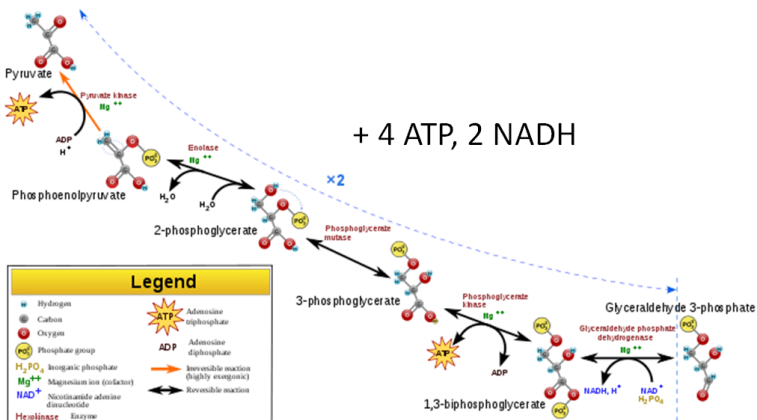 Pyruvate
ATP
Pyruvate kinase
Mg ++
ADP
H+
Phosphoenolpyruvate
PO3
Enolase
Mg ++
H2O
H2O
+ 4 ATP, 2 NADH
×2
2-phosphoglycerate
Phosphoglycerate
mutase
3-phosphoglycerate
Phosphoglycerate
kinase
Mg ++
ATP
ADP
1,3-biphosphoglycerate
Glyceraldehyde 3-phosphate
Glyceraldehyde phosphate
dehydrogenase
Mg ++
NADH, H+
NAD+
H2PO4
Legend
H Hydrogen
C Carbon
O Oxygen
Phosphate group
H2PO4 Inorganic phosphate
Mg++ Magnesium ion (cofactor)
NAD+ Nicotinamide adenine
dinucleotide
Hexokinase Enzyme
ATP Adenosine
triphosphate
ADP Adenosine
diphosphate
Irreversible reaction
(highly exergonic)
Reversible reaction